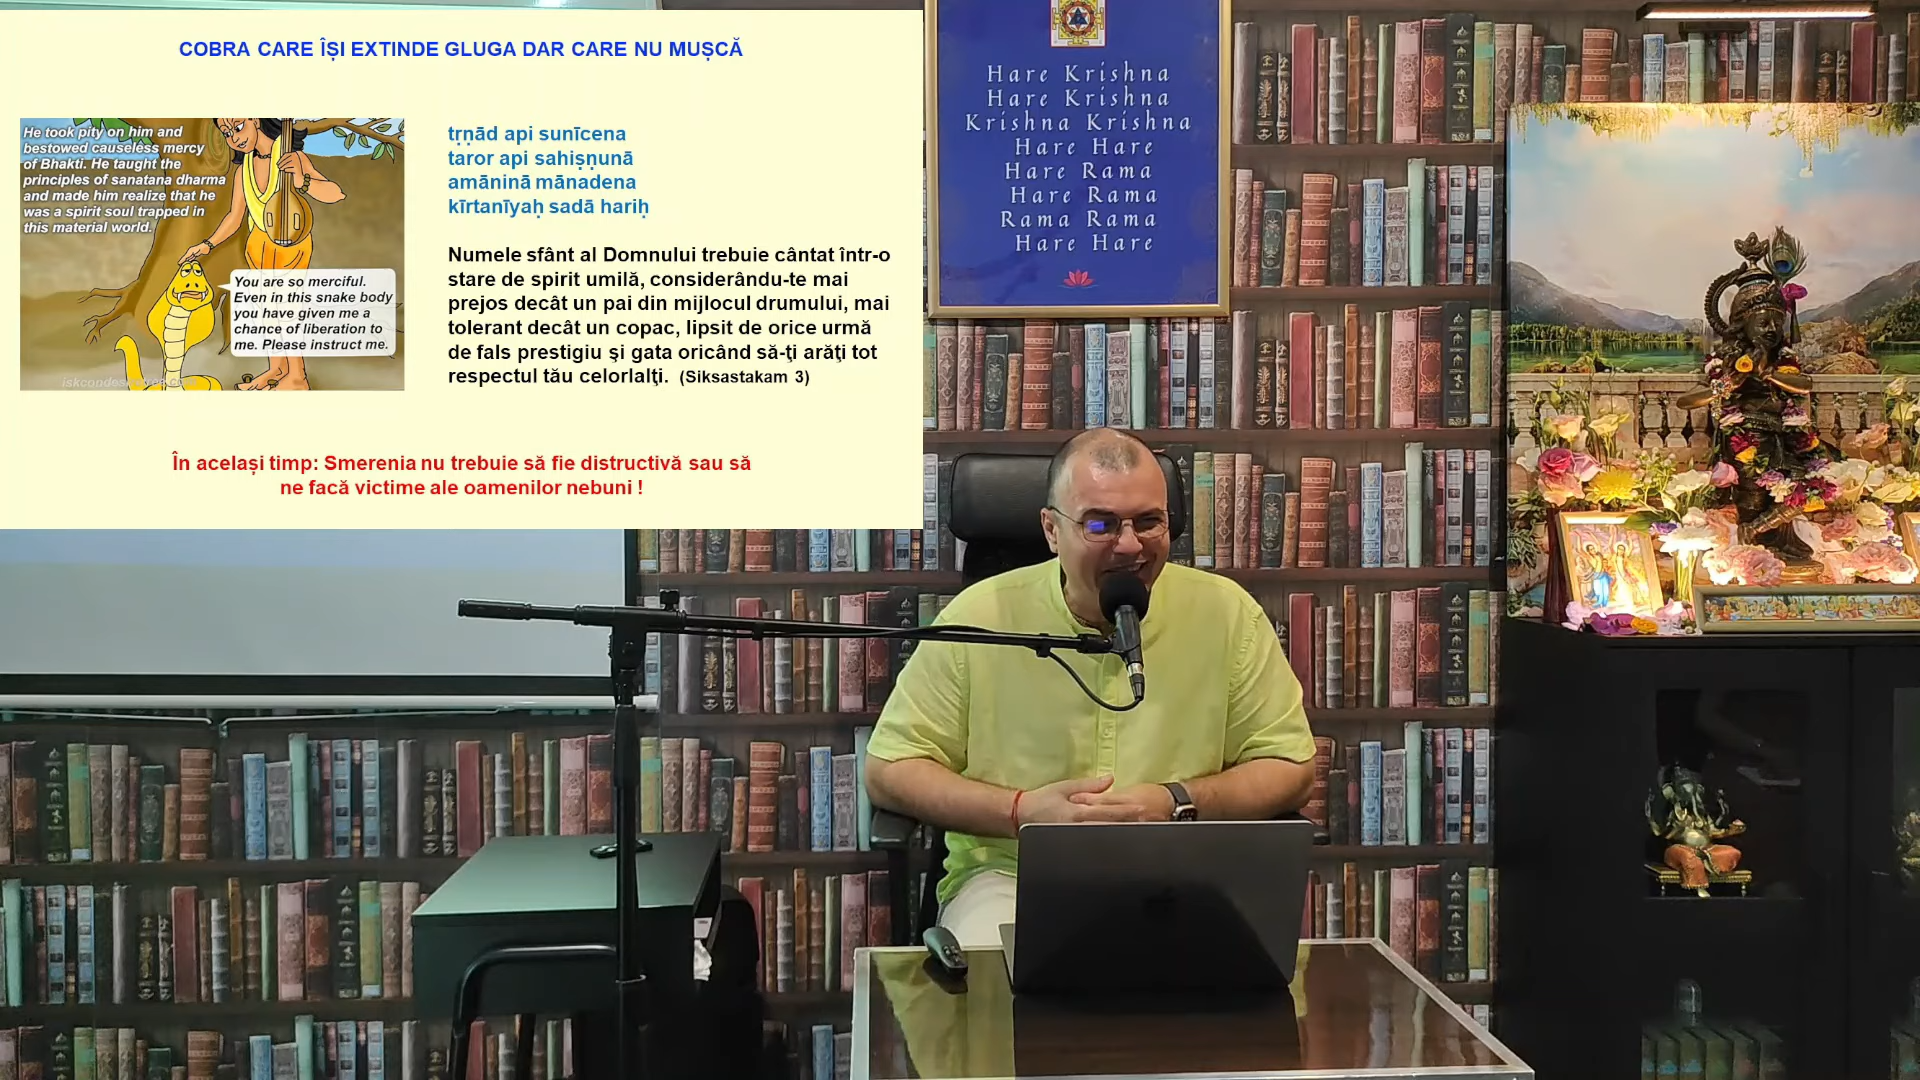 COBRA CARE ÎȘI EXTINDE GLUGA DAR CARE NU MUȘCĂ
He took pity on him and
bestowed causeless mercy
of Bhakti. He taught the
principles of sanatana dharma
and made him realize that he
was a spirit soul trapped in
this material world.
You are so merciful.
Even in this snake body
you have given me a
chance of liberation to
me. Please instruct me.
tṛṇād api sunīcena
taror api sahiṣṇunā
amāninā mānadena
kīrtanīyaḥ sadā hariḥ
Numele sfânt al Domnului trebuie cântat într-o
stare de spirit umilă, considerându-te mai
prejos decât un pai din mijlocul drumului, mai
tolerant decât un copac, lipsit de orice urmă
de fals prestigiu şi gata oricând să-ţi arăţi tot
respectul tău celorlalţi. (Siksastakam 3)
În același timp: Smerenia nu trebuie să fie distructivă sau să
ne facă victime ale oamenilor nebuni !
Hare Krishna
Hare Krishna
Krishna Krishna
Hare Hare
Hare Rama
Hare Rama
Rama Rama
Hare Hare